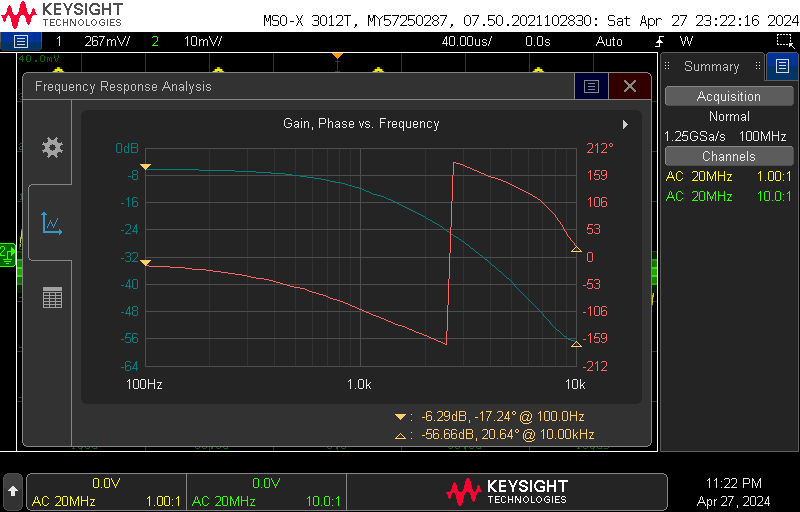 KEYSIGHT
TECHNOLOGIES
MSO-X 3012T, MY57250287, 07.50.2021102830: Sat Apr 27 23:22:16 2024
1 267mV/ 2 10mV/ 40.00us/ 0.0s Auto W
40.0mV
Summary
Frequency Response Analysis
Acquisition
Normal
1.25GSa/s 100MHz
Channels
AC 20MHz 1.00:1
AC 20MHz 10.0:1
Gain, Phase vs. Frequency
0dB 212°
-8 159
-16 106
-24 53
-32 0
-40 -53
-48 -106
-56 -159
-64 -212
100Hz 1.0k 10k
2
: -6.29dB, -17.24° @ 100.0Hz
: -56.66dB, 20.64° @ 10.00kHz
0.0V
AC 20MHz 1.00:1
0.0V
AC 20MHz 10.0:1
KEYSIGHT
TECHNOLOGIES
11:22 PM
Apr 27, 2024